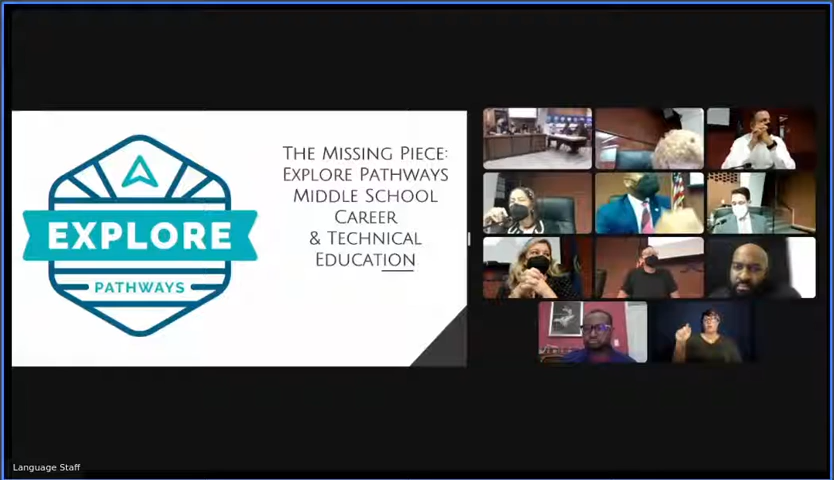 EXPLORE
PATHWAYS
THE MISSING PIECE:
EXPLORE PATHWAYS
MIDDLE SCHOOL
CAREER
& TECHNICAL
EDUCATION
Language Staff